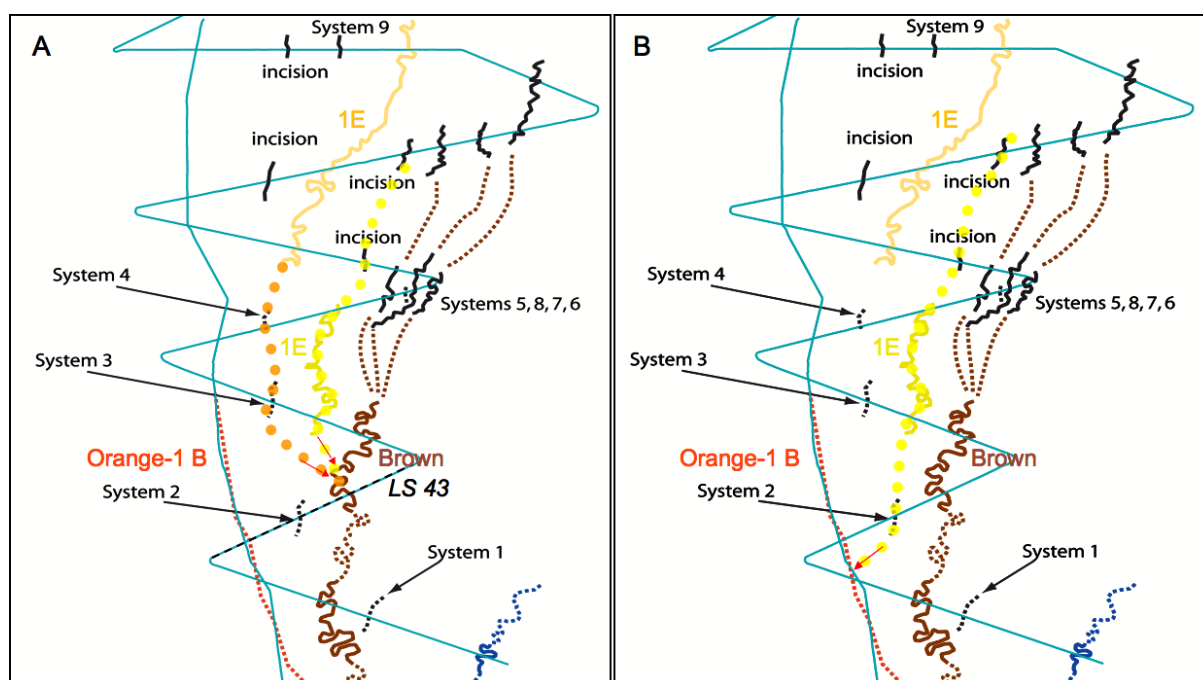 A
System 9
incision
1E
incision
incision
incision
System 4
Systems 5,8,7,6
1E
System 3
Orange-1 B
Brown
LS 43
System 2
System 1
B
System 9
incision
1E
incision
incision
incision
System 4
Systems 5,8,7,6
1E
System 3
Orange-1 B
Brown
System 2
System 1